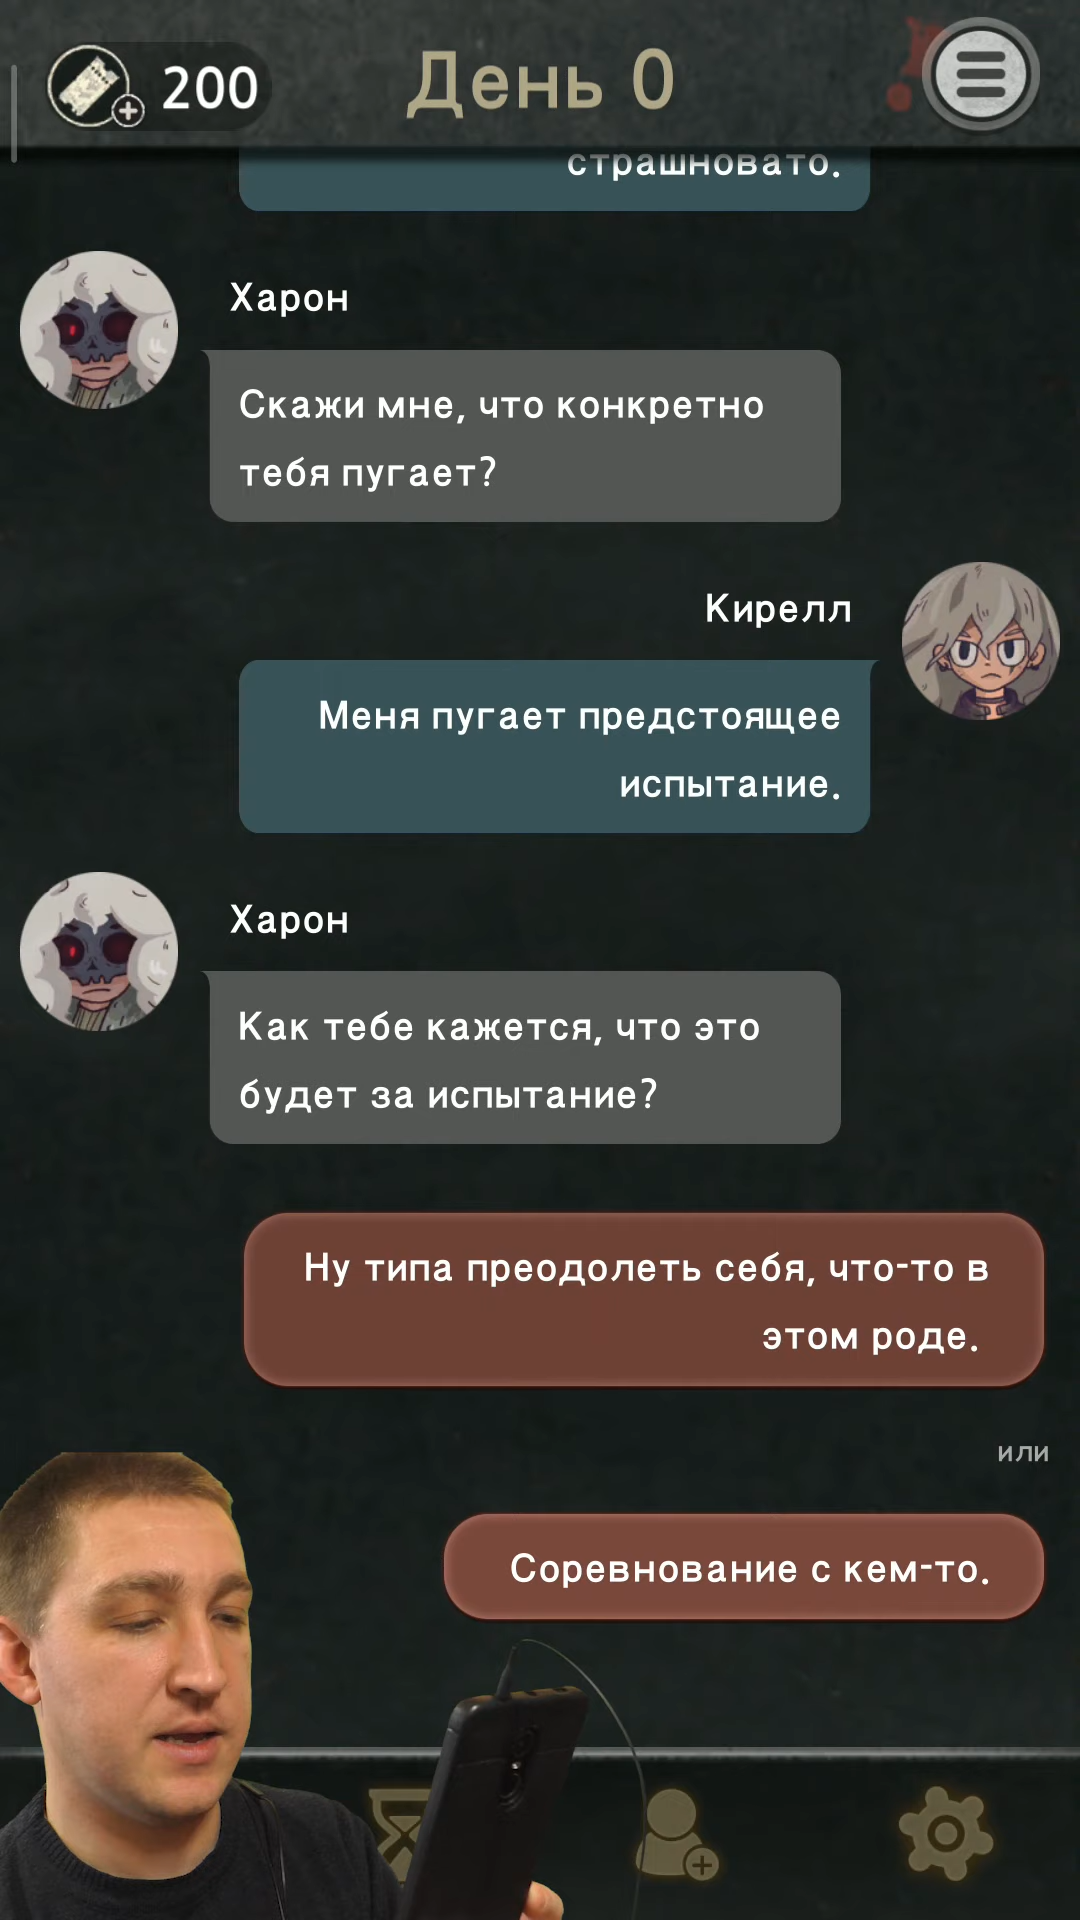 200
День 0
страшновато.
Харон
Скажи мне, что конкретно
тебя пугает?
Кирелл
Меня пугает предстоящее
испытание.
Харон
Как тебе кажется, что это
будет за испытание?
Ну типа преодолеть себя, что-то в
этом роде.
или
Соревнование с кем-то.